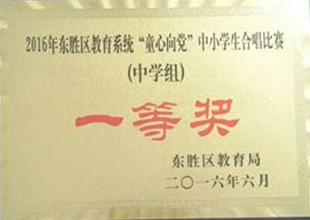 2016年东胜区教育系统“童心向党”中小学生合唱比赛
(中学组)
一等奖
东胜区教育局
二〇一六年六月